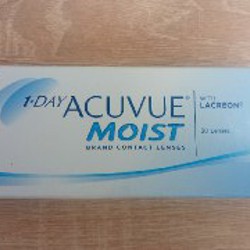 1·DAY ACUVUE®
MOIST
BRAND CONTACT LENSES
WITH
LACREON®
30 Lenses